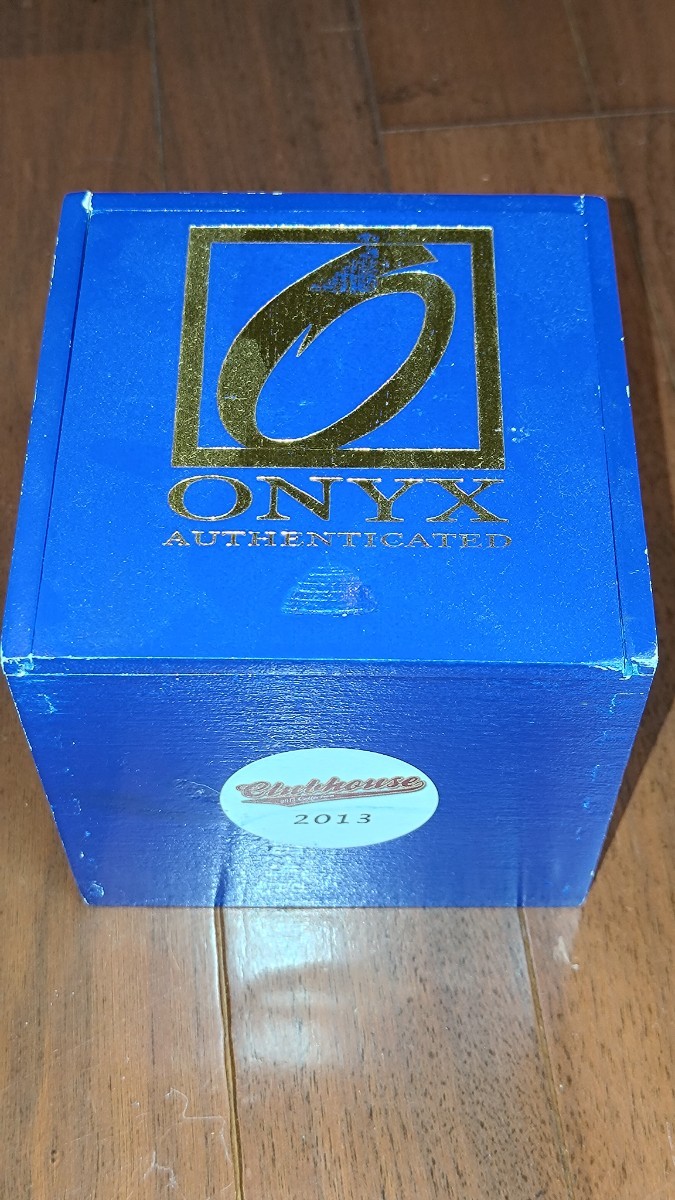 ONYX
AUTHENTICATED
Clubhouse
2013